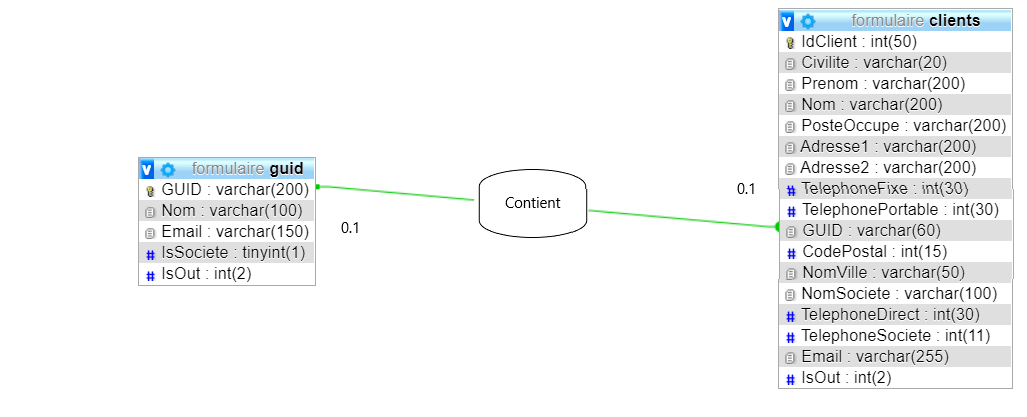 formulaire guid
GUID : varchar(200)
Nom : varchar(100)
Email : varchar(150)
IsSociete : tinyint(1)
IsOut : int(2)
0.1
Contient
0.1
formulaire clients
IdClient : int(50)
Civilite : varchar(20)
Prenom : varchar(200)
Nom : varchar(200)
PosteOccupe : varchar(200)
Adresse1 : varchar(200)
Adresse2 : varchar(200)
TelephoneFixe : int(30)
TelephonePortable : int(30)
GUID : varchar(60)
CodePostal : int(15)
NomVille : varchar(50)
NomSociete : varchar(100)
TelephoneDirect : int(30)
TelephoneSociete : int(11)
Email : varchar(255)
IsOut : int(2)